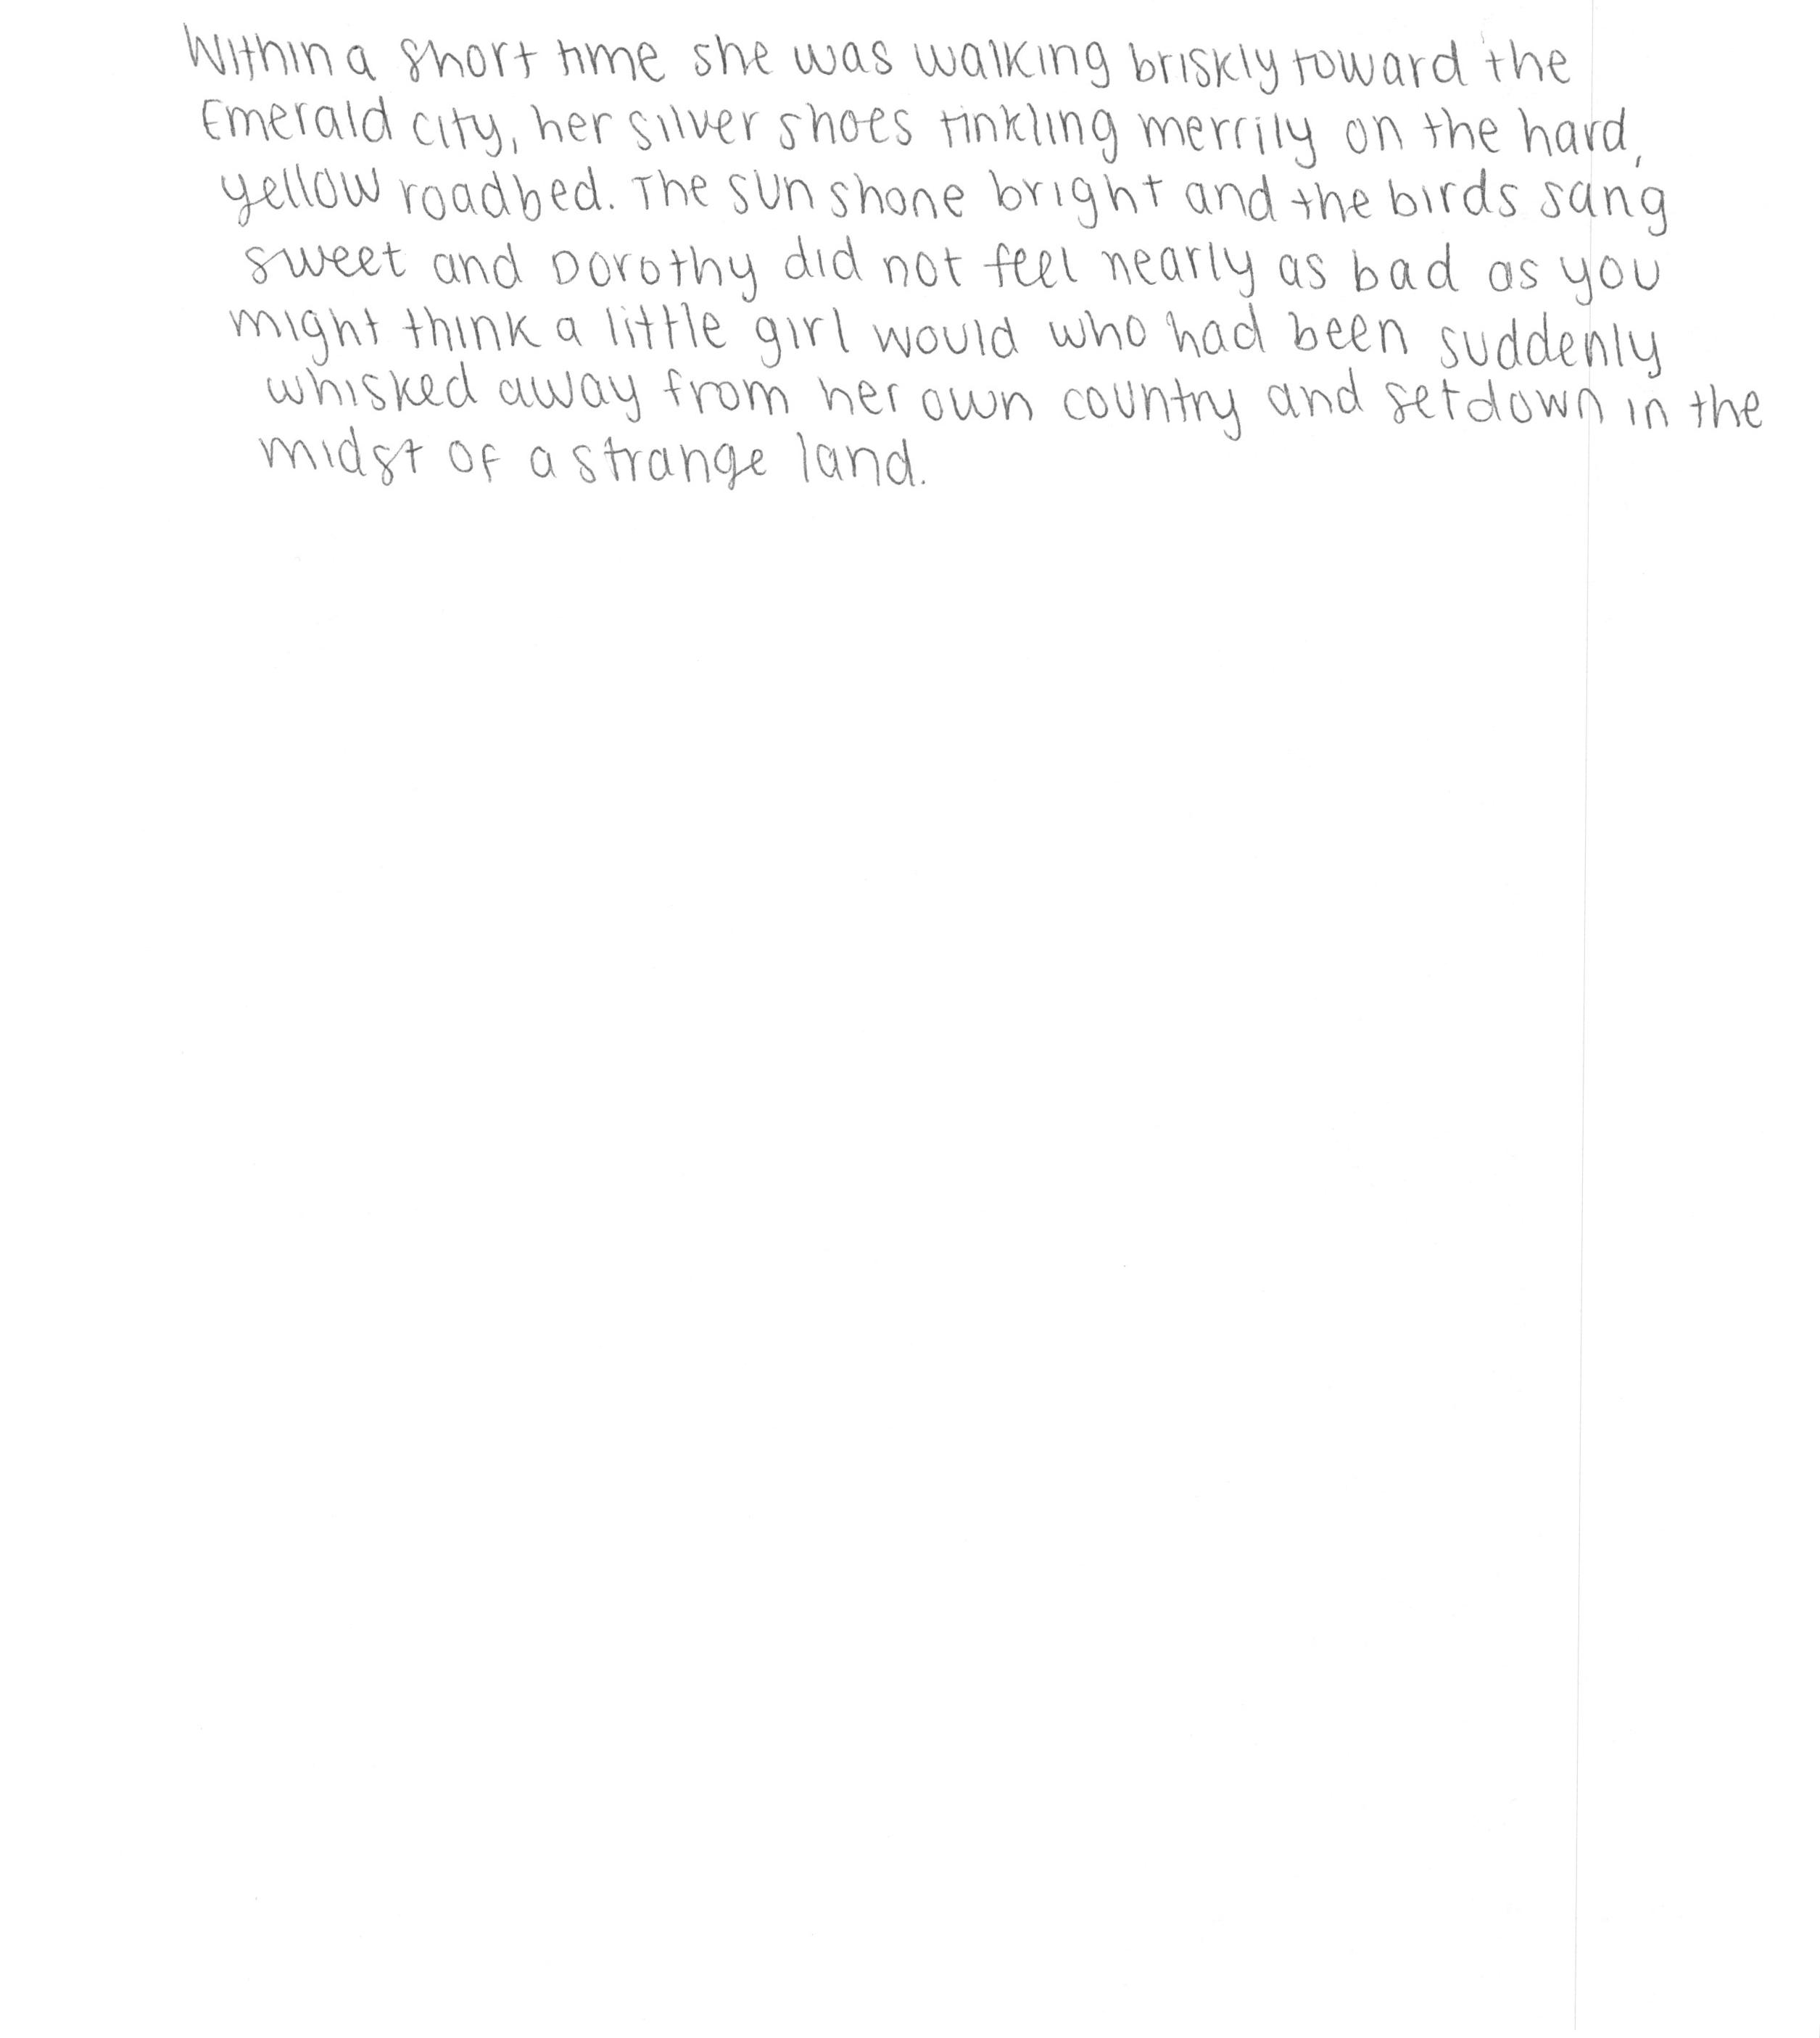 Within a short time she was walking briskly toward the
Emerald city, her silver shoes tinkling merrily on the hard,
yellow roadbed. The sun shone bright and the birds sang
sweet and Dorothy did not feel nearly as bad as you
might think a little girl would who had been suddenly
whisked away from her own country and set down in the
midst of a strange land.